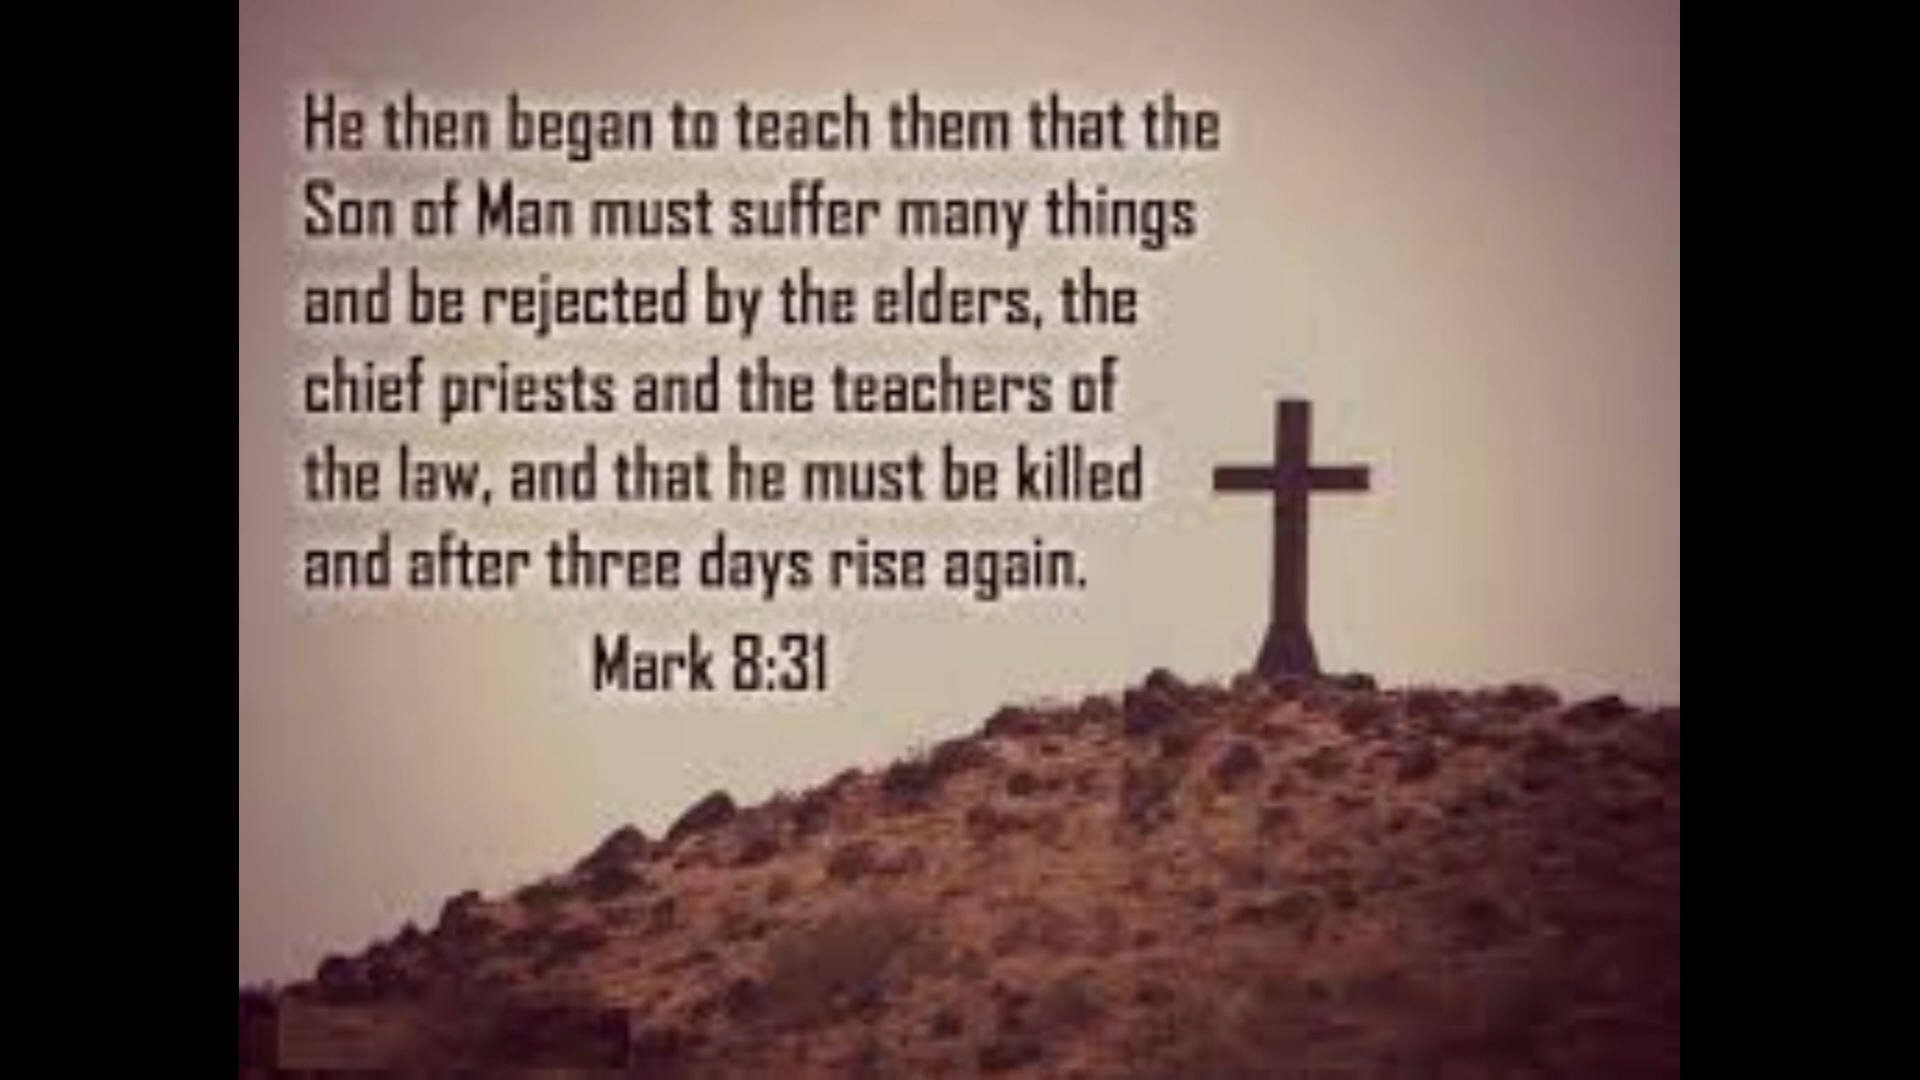 He then began to teach them that the
Son of Man must suffer many things
and be rejected by the elders, the
chief priests and the teachers of
the law, and that he must be killed
and after three days rise again.
Mark 8:31